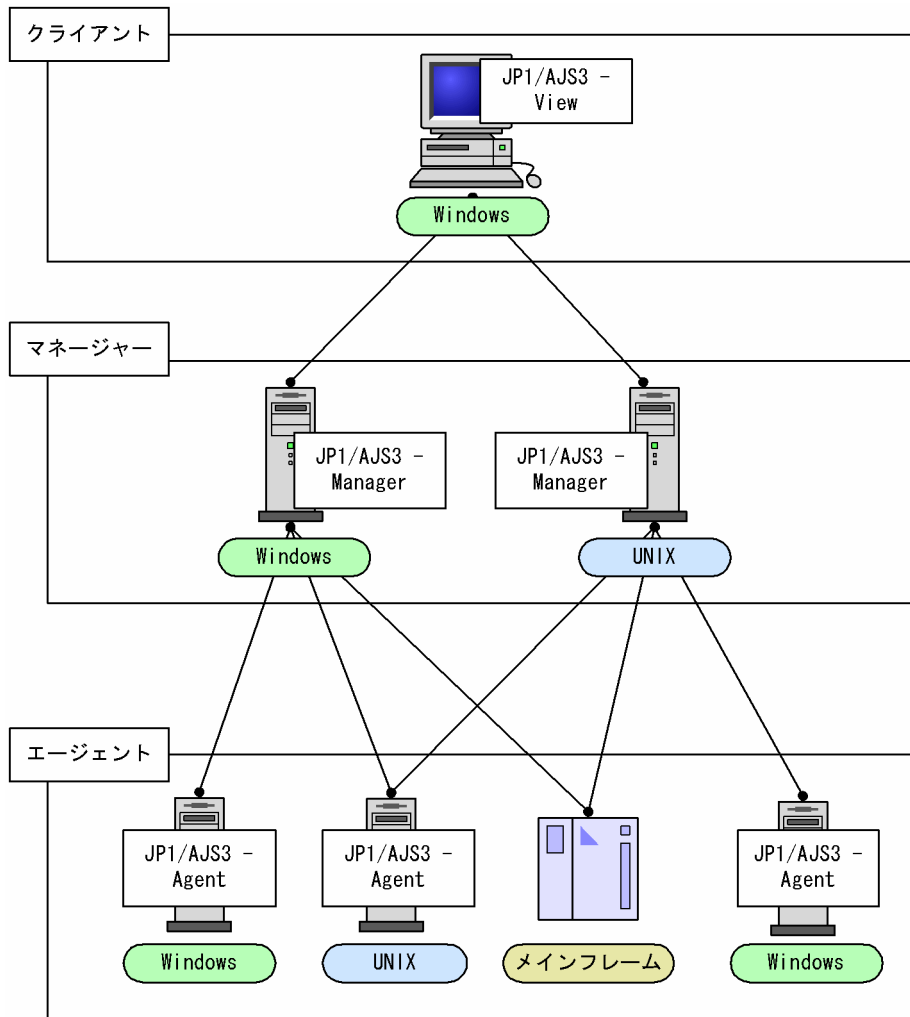 クライアント
JP1/AJS3 -
View
Windows
マネージャー
JP1/AJS3 -
Manager
JP1/AJS3 -
Manager
Windows
UNIX
エージェント
JP1/AJS3 -
Agent
JP1/AJS3 -
Agent
JP1/AJS3 -
Agent
Windows
UNIX
メインフレーム
Windows